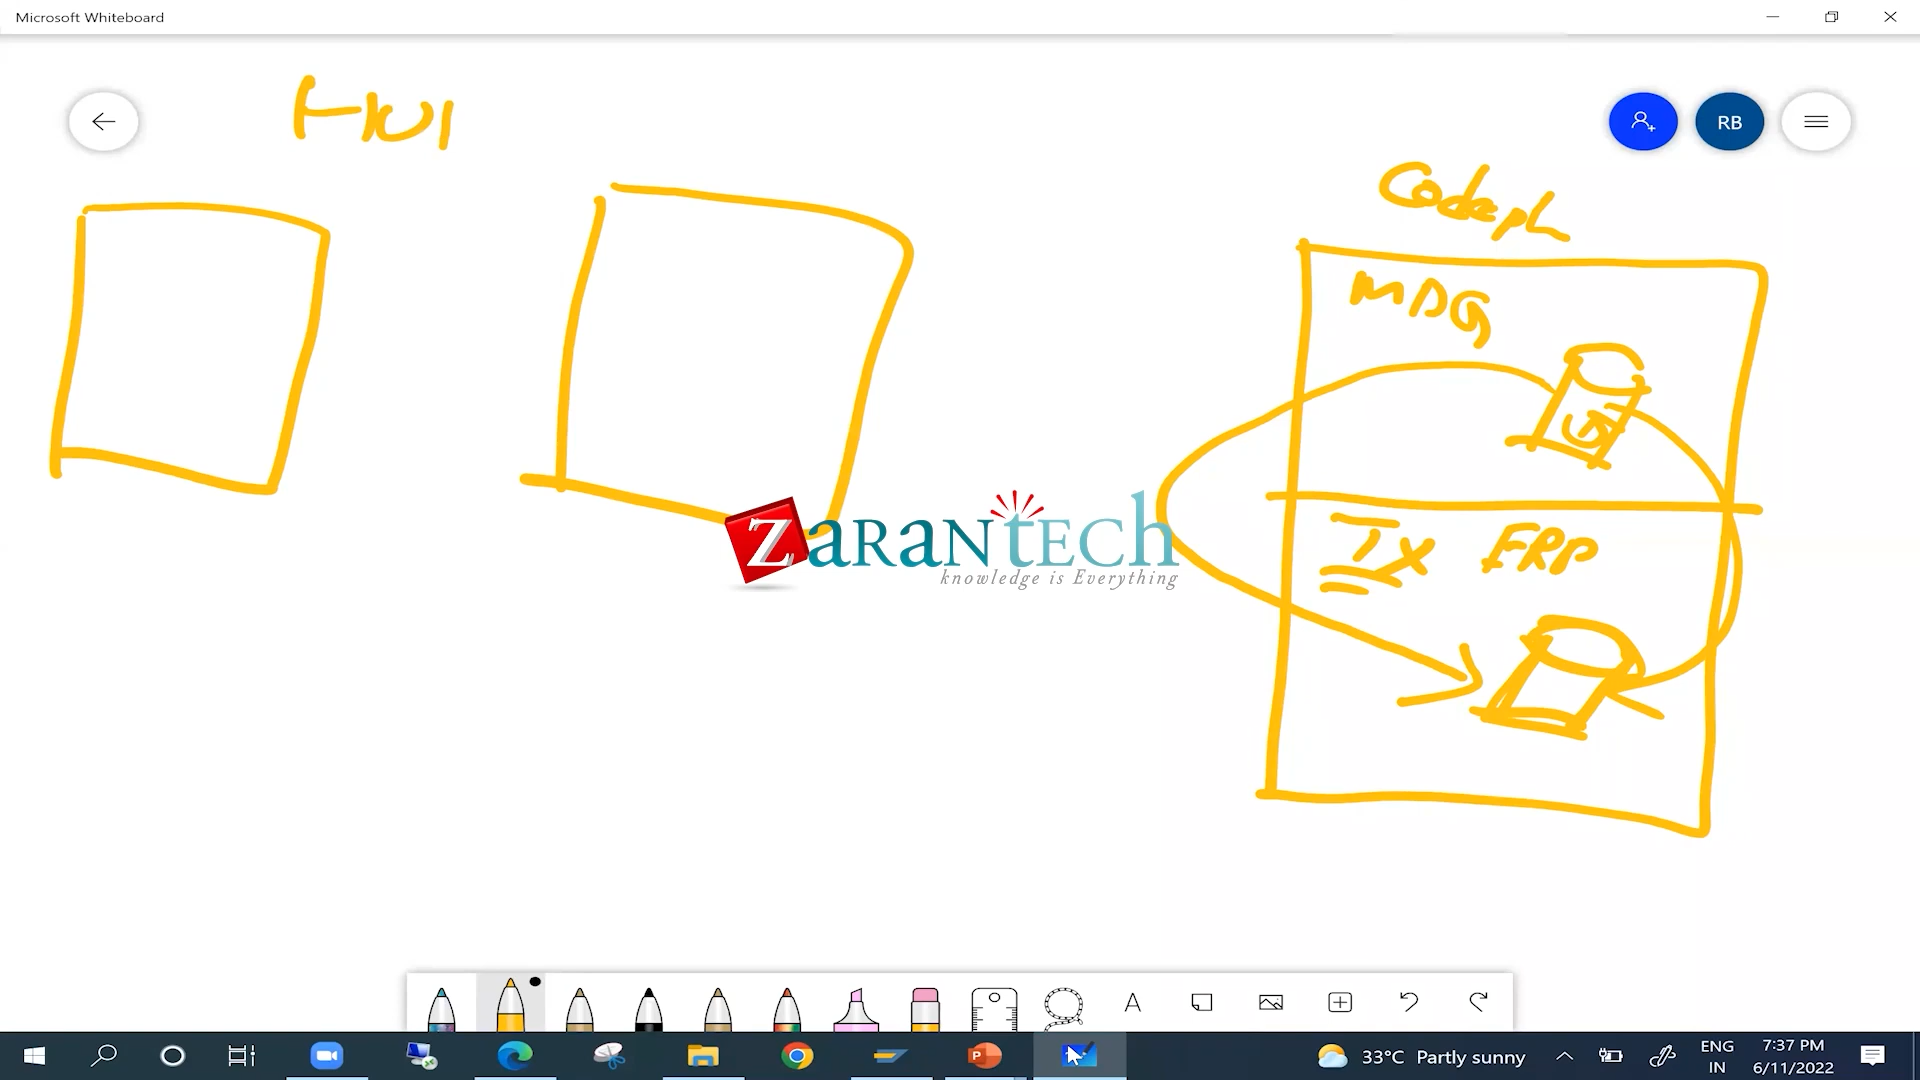 Microsoft Whiteboard
RB
MDG
TX ERP
ZaranTech
knowledge is Everything
A
33°C Partly sunny
ENG
IN
7:37 PM
6/11/2022